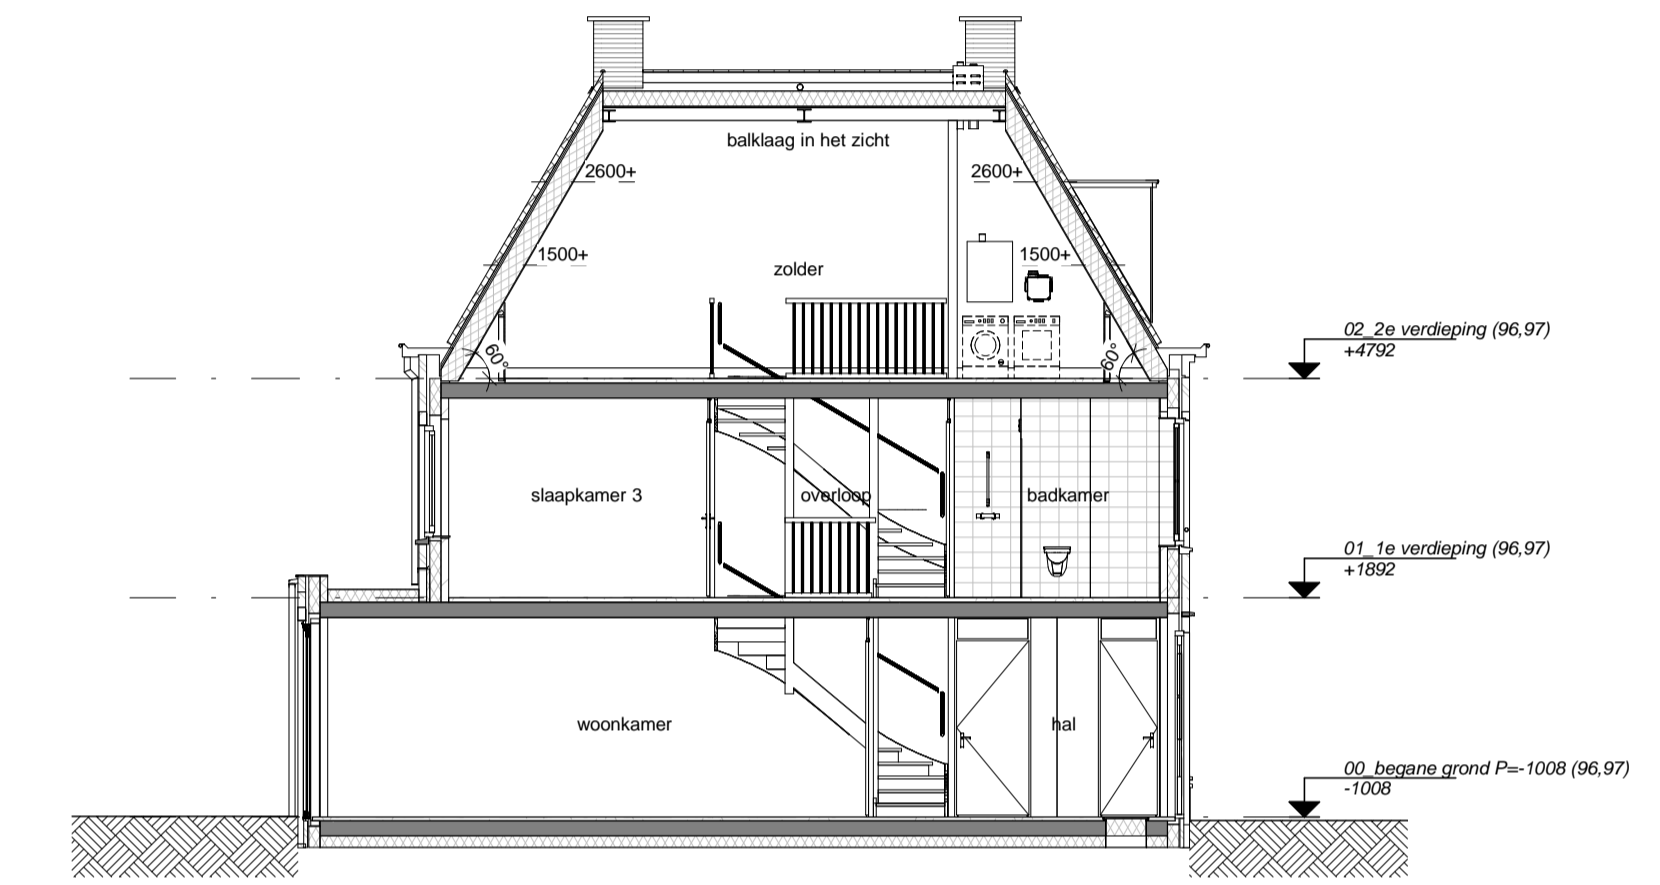 balklaag in het zicht
2600+
2600+
1500+
1500+
zolder
60°
60°
02_2e verdieping (96,97)
+4792
slaapkamer 3
overloop
badkamer
01_1e verdieping (96,97)
+1892
woonkamer
hal
00_begane grond P=-1008 (96,97)
-1008